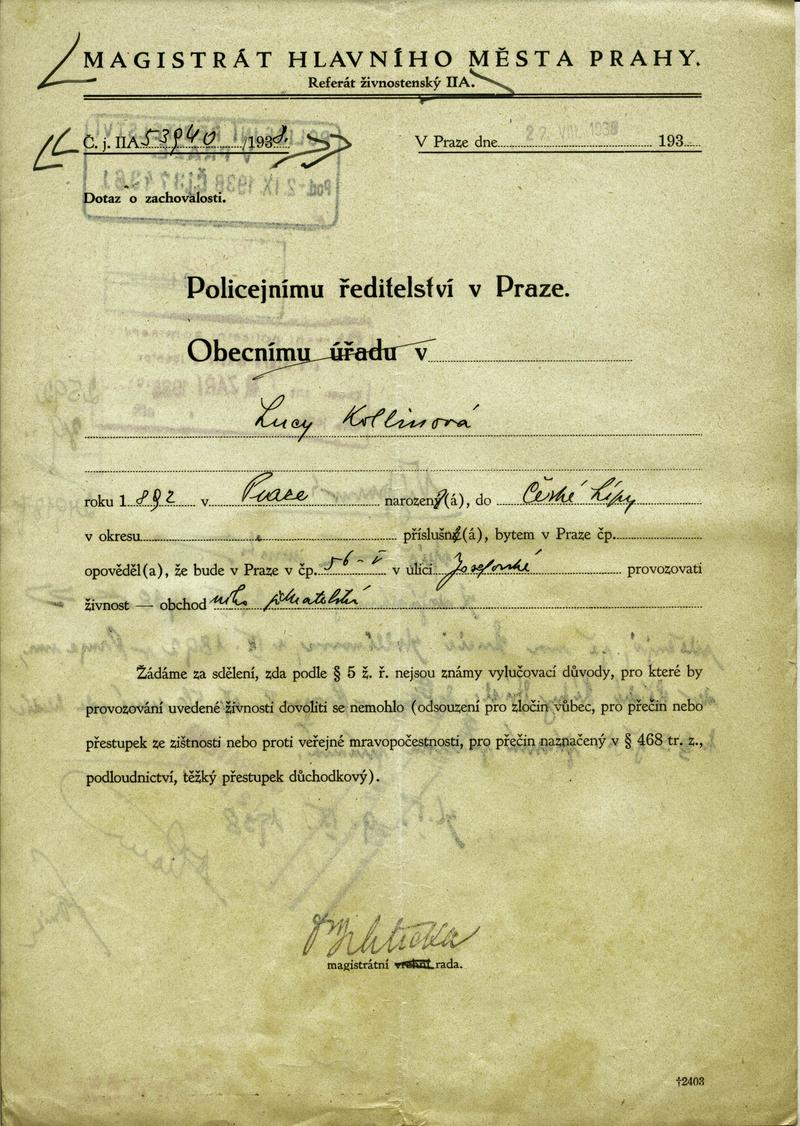 MAGISTRÁT HLAVNÍHO MĚSTA PRAHY.
Referát živnostenský IIA.
Č. j. IIA 53940 /1938.
V Praze dne 27. VIII. 1938 193
Dotaz o zachovalosti.
Policejnímu ředitelství v Praze.
Obecnímu úřadu v
Lucy Kollinová
roku 1892 v Praze narozený(á), do České Lípy
v okresu příslušný(á), bytem v Praze čp.
opověděl(a), že bude v Praze v čp. 56-V v ulici Josefovské provozovati
živnost — obchod
Žádáme za sdělení, zda podle § 5 ž. ř. nejsou známy vylučovací důvody, pro které by
provozování uvedené živnosti dovoliti se nemohlo (odsouzení pro zločin vůbec, pro přečin nebo
přestupek ze zištnosti nebo proti veřejné mravopočestnosti, pro přečin naznačený v § 468 tr. z.,
podloudnictví, těžký přestupek důchodkový).
magistrátní vrchní rada.
†2403